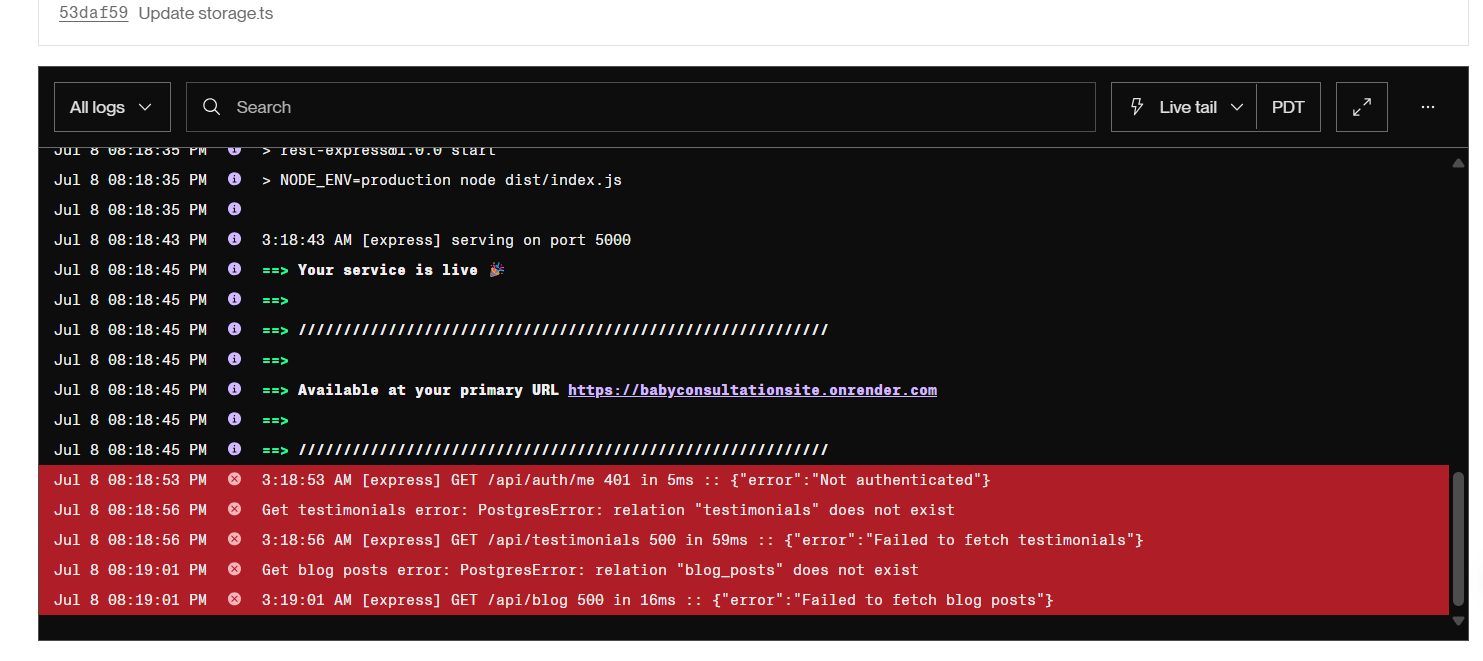 53daf59 Update storage.ts
All logs Search Live tail PDT ...
Jul 8 08:18:35 PM > rest-express@1.0.0 start
Jul 8 08:18:35 PM > NODE_ENV=production node dist/index.js
Jul 8 08:18:35 PM
Jul 8 08:18:43 PM 3:18:43 AM [express] serving on port 5000
Jul 8 08:18:45 PM ==> Your service is live 🎉
Jul 8 08:18:45 PM ==>
Jul 8 08:18:45 PM ==> ///////////////////////////////////////////////////////////
Jul 8 08:18:45 PM ==>
Jul 8 08:18:45 PM ==> Available at your primary URL https://babyconsultationsite.onrender.com
Jul 8 08:18:45 PM ==>
Jul 8 08:18:45 PM ==> ///////////////////////////////////////////////////////////
Jul 8 08:18:53 PM 3:18:53 AM [express] GET /api/auth/me 401 in 5ms :: {"error":"Not authenticated"}
Jul 8 08:18:56 PM Get testimonials error: PostgresError: relation "testimonials" does not exist
Jul 8 08:18:56 PM 3:18:56 AM [express] GET /api/testimonials 500 in 59ms :: {"error":"Failed to fetch testimonials"}
Jul 8 08:19:01 PM Get blog posts error: PostgresError: relation "blog_posts" does not exist
Jul 8 08:19:01 PM 3:19:01 AM [express] GET /api/blog 500 in 16ms :: {"error":"Failed to fetch blog posts"}